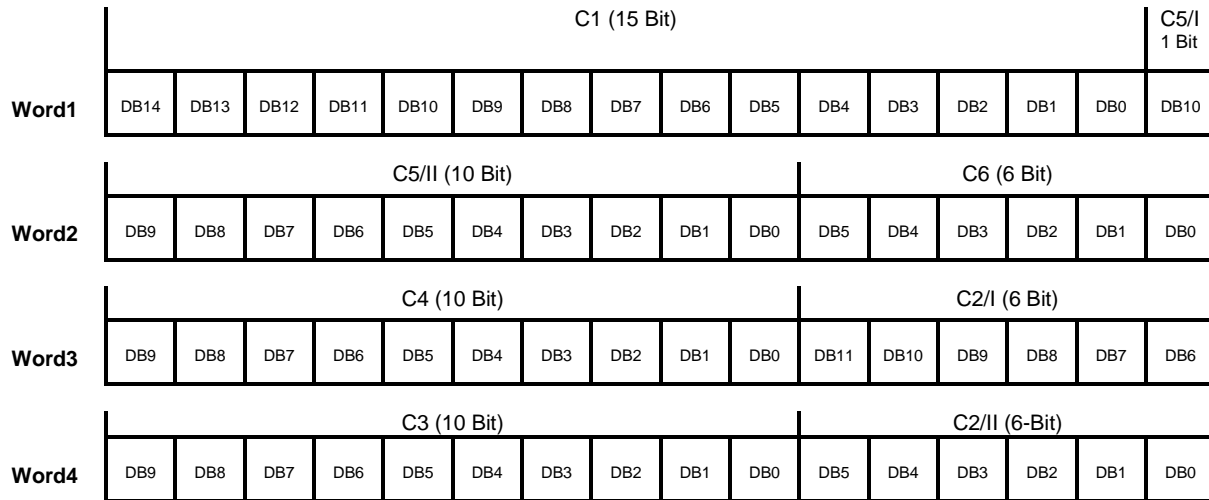 C1 (15 Bit) C5/I
1 Bit
Word1 DB14 DB13 DB12 DB11 DB10 DB9 DB8 DB7 DB6 DB5 DB4 DB3 DB2 DB1 DB0 DB10
C5/II (10 Bit) C6 (6 Bit)
Word2 DB9 DB8 DB7 DB6 DB5 DB4 DB3 DB2 DB1 DB0 DB5 DB4 DB3 DB2 DB1 DB0
C4 (10 Bit) C2/I (6 Bit)
Word3 DB9 DB8 DB7 DB6 DB5 DB4 DB3 DB2 DB1 DB0 DB11 DB10 DB9 DB8 DB7 DB6
C3 (10 Bit) C2/II (6-Bit)
Word4 DB9 DB8 DB7 DB6 DB5 DB4 DB3 DB2 DB1 DB0 DB5 DB4 DB3 DB2 DB1 DB0